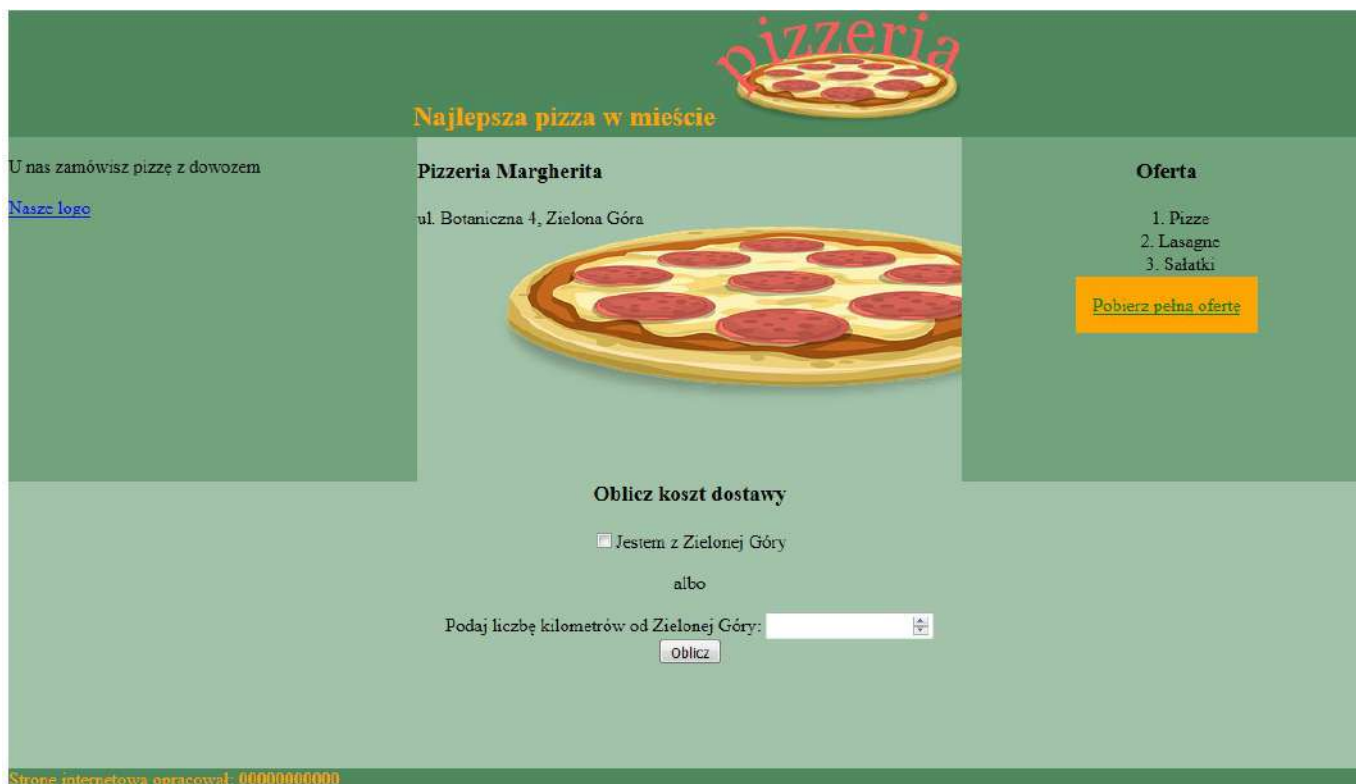 pizzeria
Najlepsza pizza w mieście
U nas zamówisz pizzę z dowozem
Nasze logo
Pizzeria Margherita
ul. Botaniczna 4, Zielona Góra
Oferta
1. Pizze
2. Lasagne
3. Sałatki
Pobierz pełną ofertę
Oblicz koszt dostawy
Jestem z Zielonej Góry
albo
Podaj liczbę kilometrów od Zielonej Góry:
Oblicz
Stronę internetową opracował: 00000000000